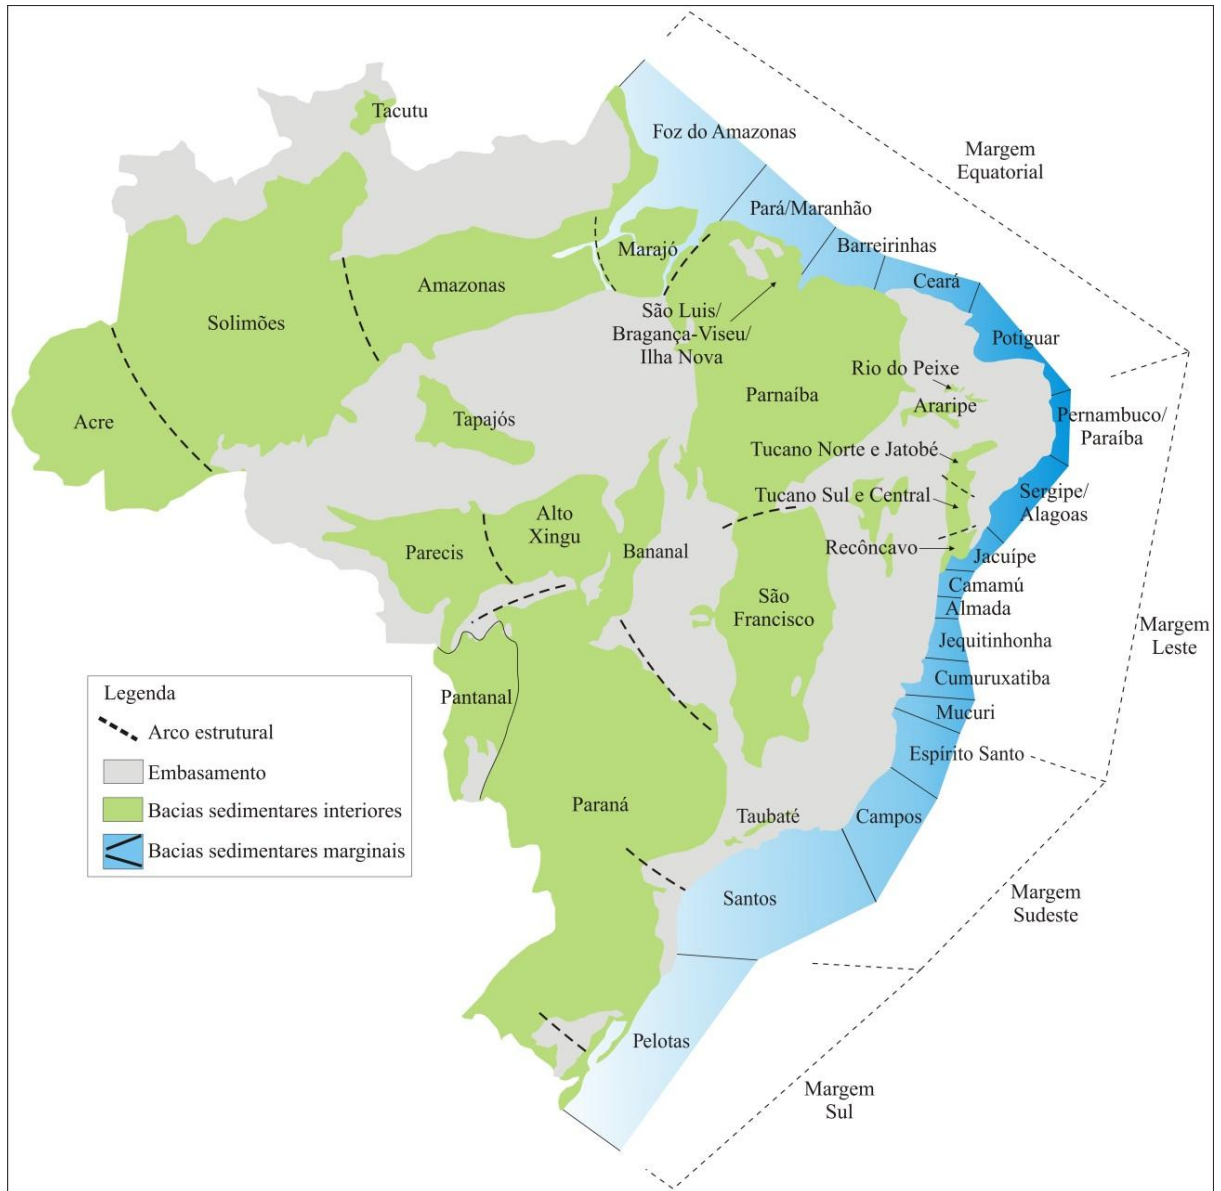 Tacutu
Foz do Amazonas
Margem
Equatorial
Pará/Maranhão
Barreirinhas
Marajó
Ceará
Amazonas
São Luis/
Bragança-Viseu/
Ilha Nova
Solimões
Potiguar
Rio do Peixe
Araripe
Parnaíba
Pernambuco/
Paraíba
Acre
Tapajós
Tucano Norte e Jatobé
Tucano Sul e Central
Sergipe/
Alagoas
Alto
Xingu
Parecis
Bananal
Recôncavo
Jacuípe
Camamú
Almada
São
Francisco
Margem
Leste
Jequitinhonha
Cumuruxatiba
Mucuri
Espírito Santo
Pantanal
Legenda
Arco estrutural
Embasamento
Bacias sedimentares interiores
Bacias sedimentares marginais
Paraná
Taubaté
Campos
Santos
Margem
Sudeste
Pelotas
Margem
Sul